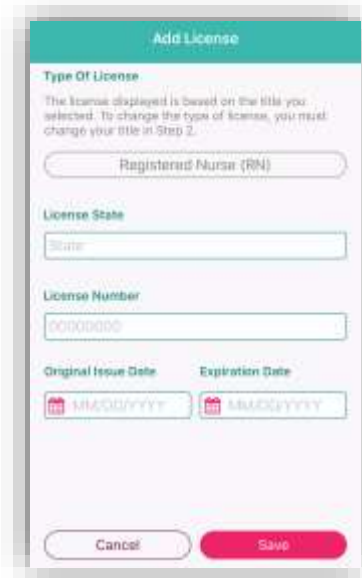 Add License
Type Of License
The license displayed is based on the title you
selected. To change the type of license, you must
change your title in Step 2.
Registered Nurse (RN)
License State
State
License Number
00000000
Original Issue Date Expiration Date
MM/DD/YYYY MM/DD/YYYY
Cancel Save